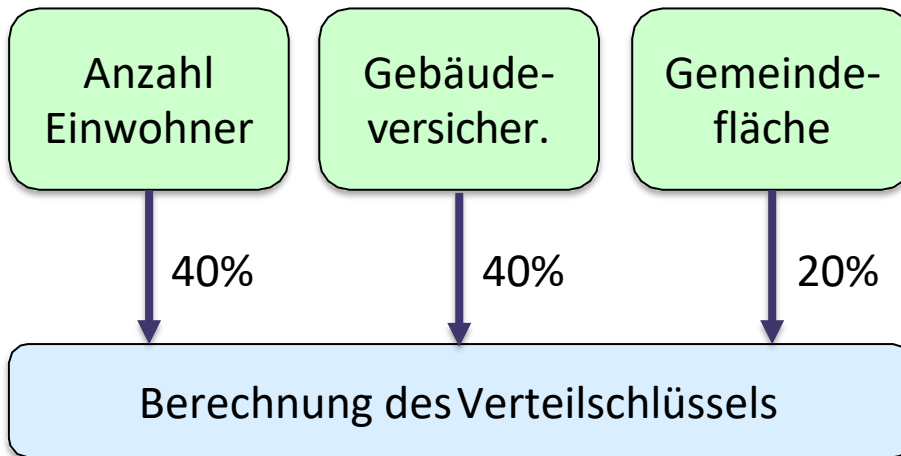 Anzahl
Einwohner
Gebäude-
versicher.
Gemeinde-
fläche
40%
40%
20%
Berechnung des Verteilschlüssels